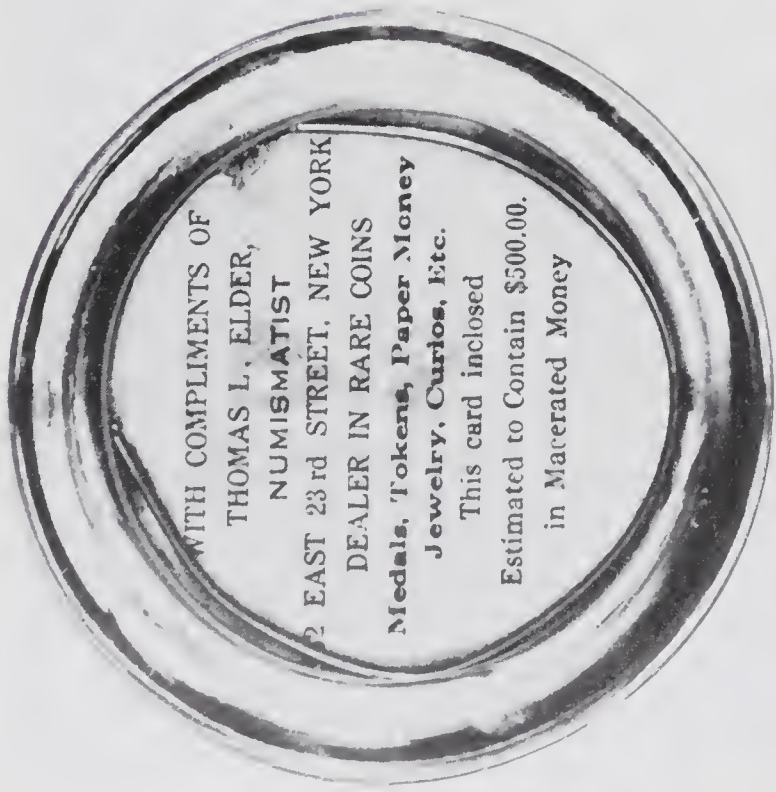 WITH COMPLIMENTS OF
THOMAS L. ELDER,
NUMISMATIST
EAST 23rd STREET, NEW YORK
DEALER IN RARE COINS
Medals, Tokens, Paper Money
Jewelry, Curios, Etc.
This card inclosed
Estimated to Contain $500.00.
in Macerated Money